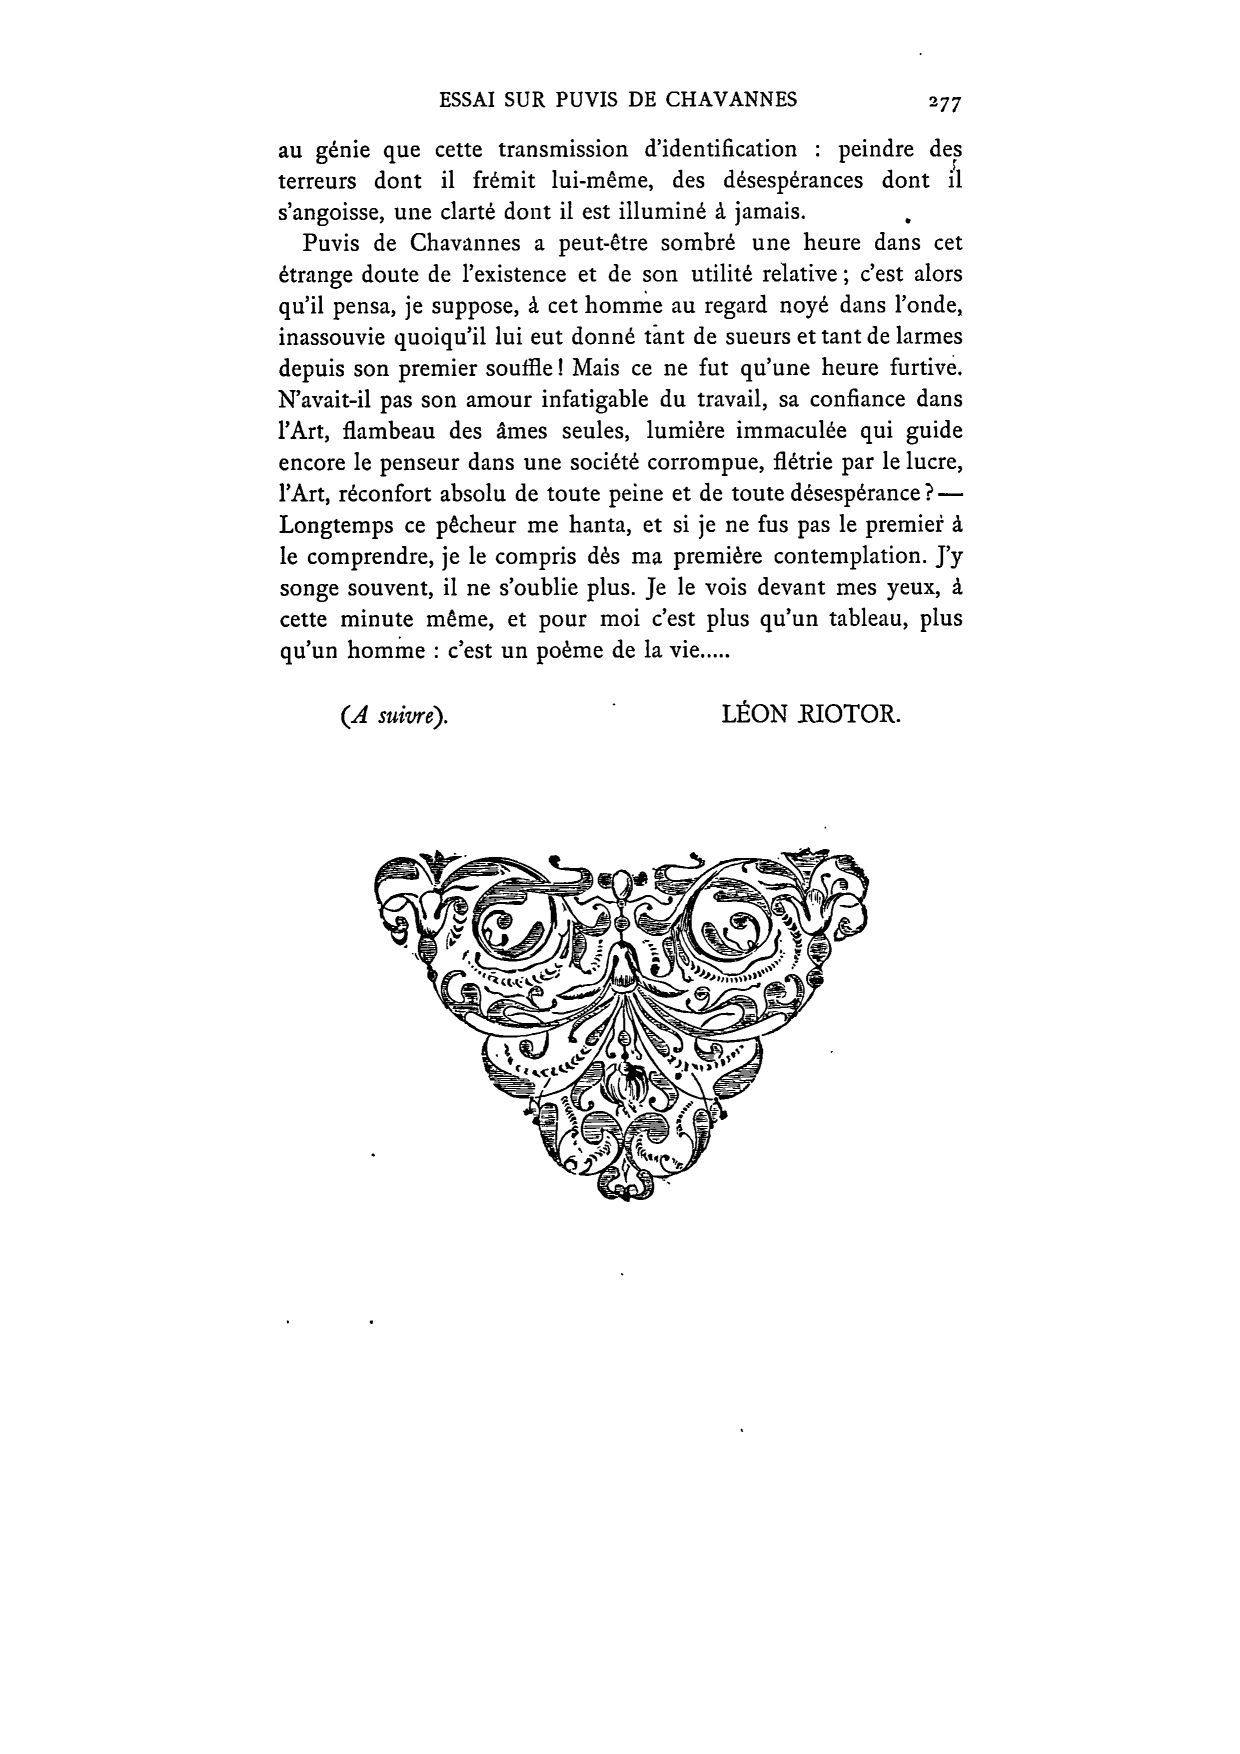 ESSAI SUR PUVIS DE CHAVANNES 277
au génie que cette transmission d'identification : peindre des
terreurs dont il frémit lui-même, des désespérances dont il
s'angoisse, une clarté dont il est illuminé à jamais.
Puvis de Chavannes a peut-être sombré une heure dans cet
étrange doute de l'existence et de son utilité relative ; c'est alors
qu'il pensa, je suppose, à cet homme au regard noyé dans l'onde,
inassouvie quoiqu'il lui eut donné tant de sueurs et tant de larmes
depuis son premier souffle ! Mais ce ne fut qu'une heure furtive.
N'avait-il pas son amour infatigable du travail, sa confiance dans
l'Art, flambeau des âmes seules, lumière immaculée qui guide
encore le penseur dans une société corrompue, flétrie par le lucre,
l'Art, réconfort absolu de toute peine et de toute désespérance ? —
Longtemps ce pêcheur me hanta, et si je ne fus pas le premier à
le comprendre, je le compris dès ma première contemplation. J'y
songe souvent, il ne s'oublie plus. Je le vois devant mes yeux, à
cette minute même, et pour moi c'est plus qu'un tableau, plus
qu'un homme : c'est un poème de la vie.....
(A suivre). LÉON RIOTOR.